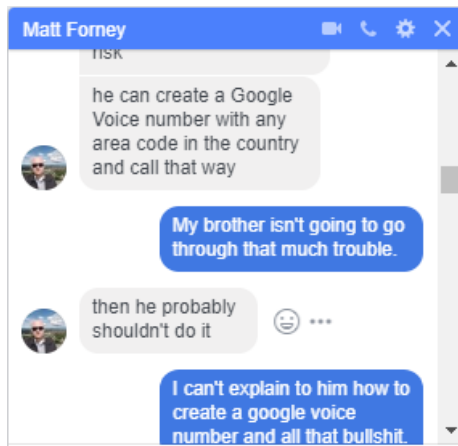 Matt Forney
risk
he can create a Google
Voice number with any
area code in the country
and call that way
My brother isn't going to go
through that much trouble.
then he probably
shouldn't do it
I can't explain to him how to
create a google voice
number and all that bullshit.